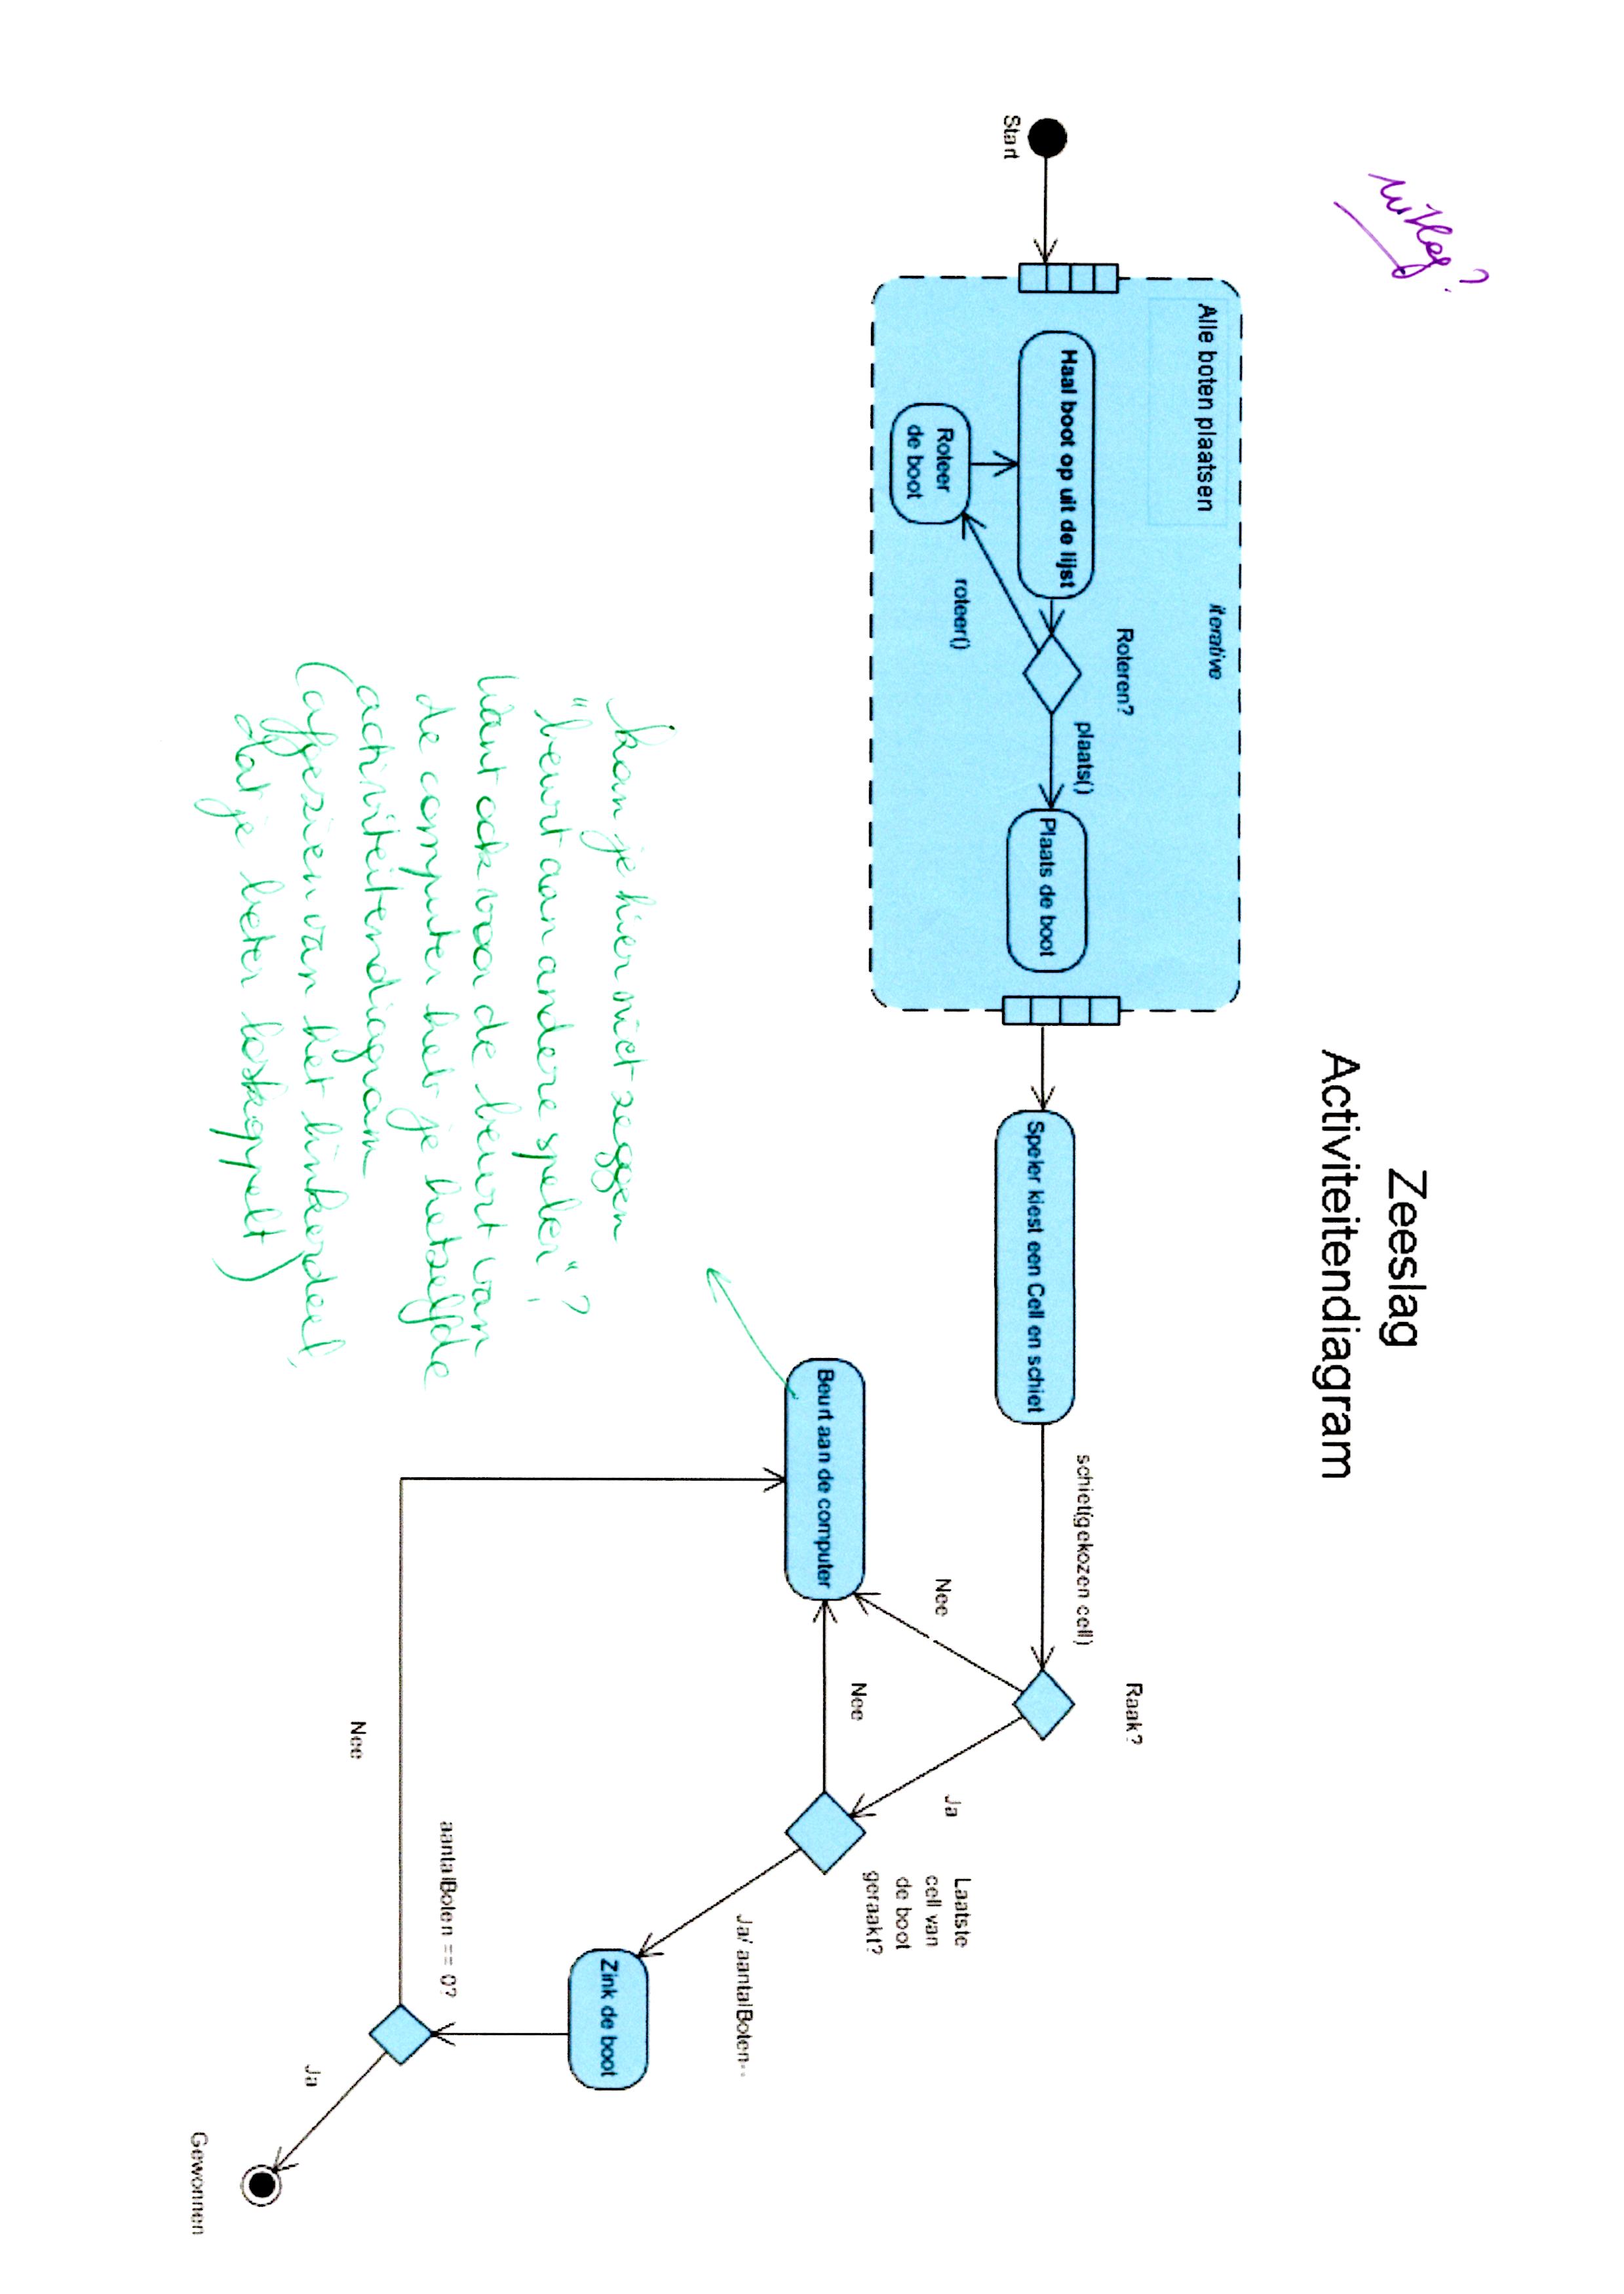 Zeeslag
Activiteitendiagram
uitleg?
Alle boten plaatsen
iterative
Start
Haal boot op uit de lijst
Roteren?
plaats()
Plaats de boot
roteer()
Roteer
de boot
Speler kiest een Cell en schiet
schiet(gekozen cell)
Raak?
Nee
Ja
Laatste
cell van
de boot
geraakt?
Nee
Beurt aan de computer
Ja/ aantalBoten--
Zink de boot
aantalBoten == 0?
Nee
Ja
Gewonnen
kan je hier niet zeggen
"beurt aan andere speler"?
Want ook voor de beurt van
de computer heb je hetzelfde
activiteitendiagram
(afgezien van het linkerdeel,
dat je beter loskoppelt)